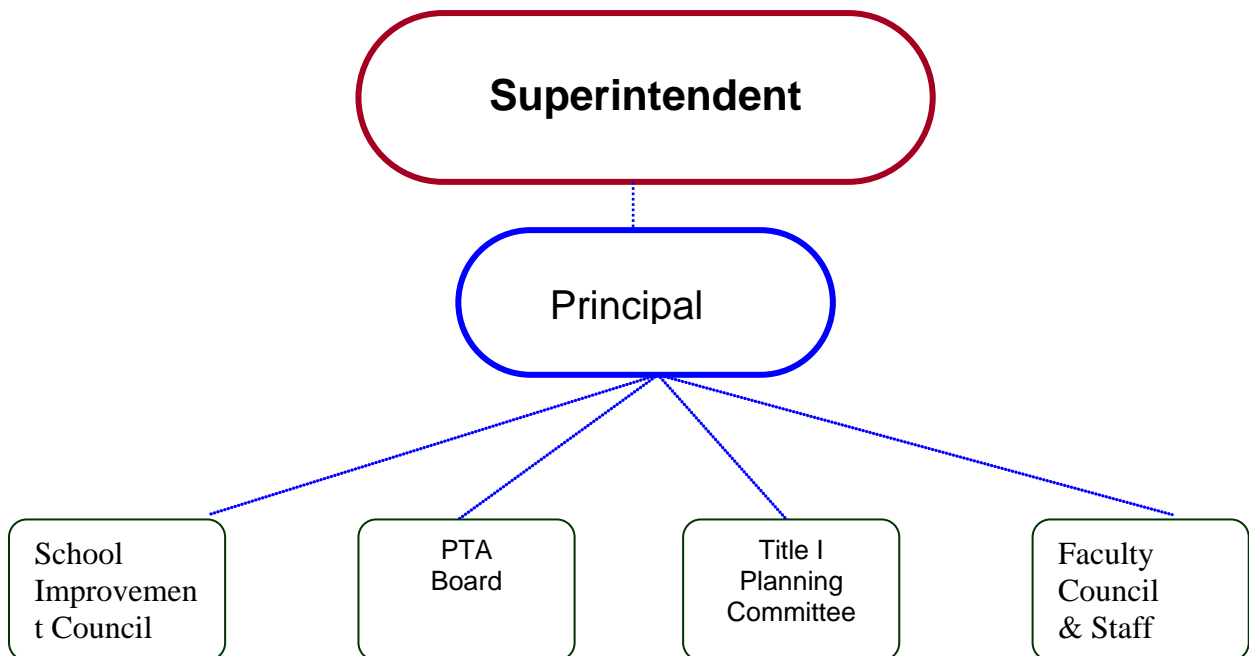 Superintendent
Principal
School
Improvemen
t Council
PTA
Board
Title I
Planning
Committee
Faculty
Council
& Staff